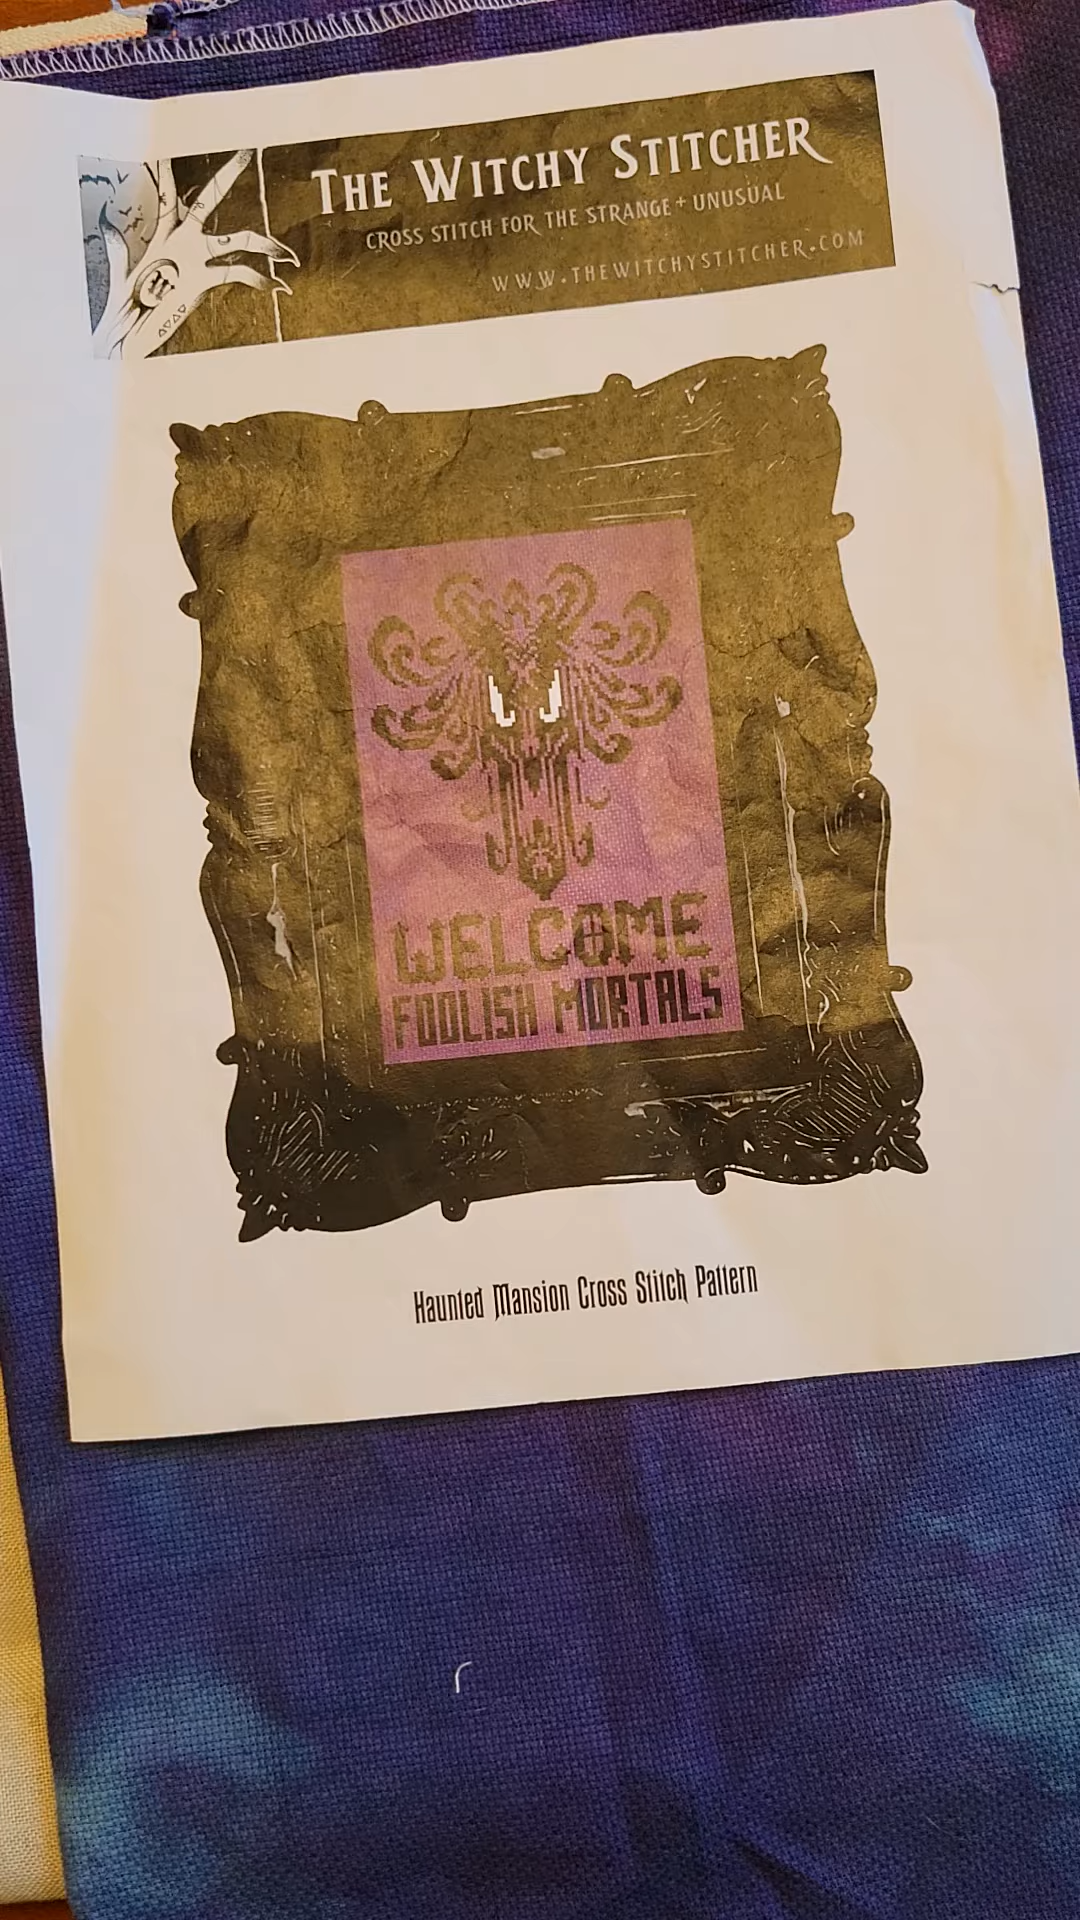 The Witchy Stitcher
Cross stitch for the strange + unusual
www.thewitchystitcher.com
WELCOME
FOOLISH MORTALS
Haunted Mansion Cross Stitch Pattern